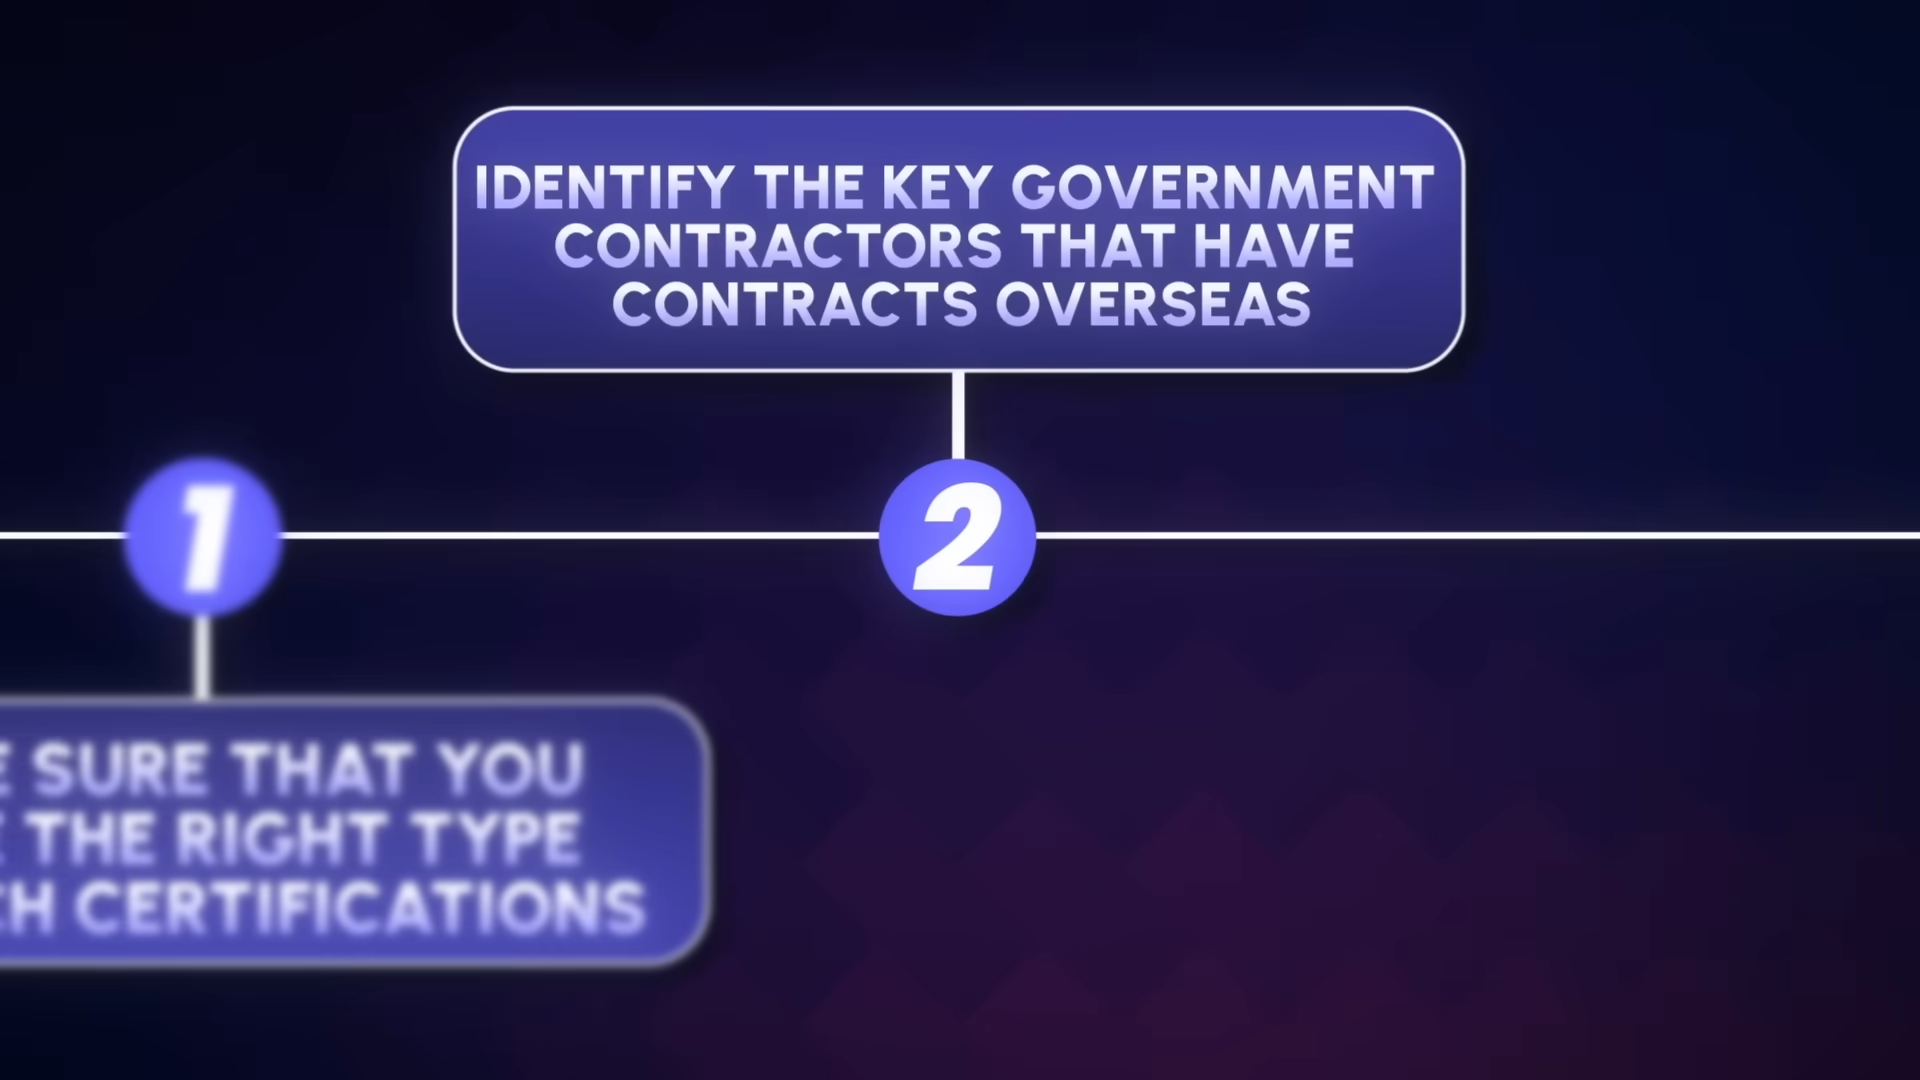 IDENTIFY THE KEY GOVERNMENT
CONTRACTORS THAT HAVE
CONTRACTS OVERSEAS
1
2
SURE THAT YOU
THE RIGHT TYPE
CERTIFICATIONS